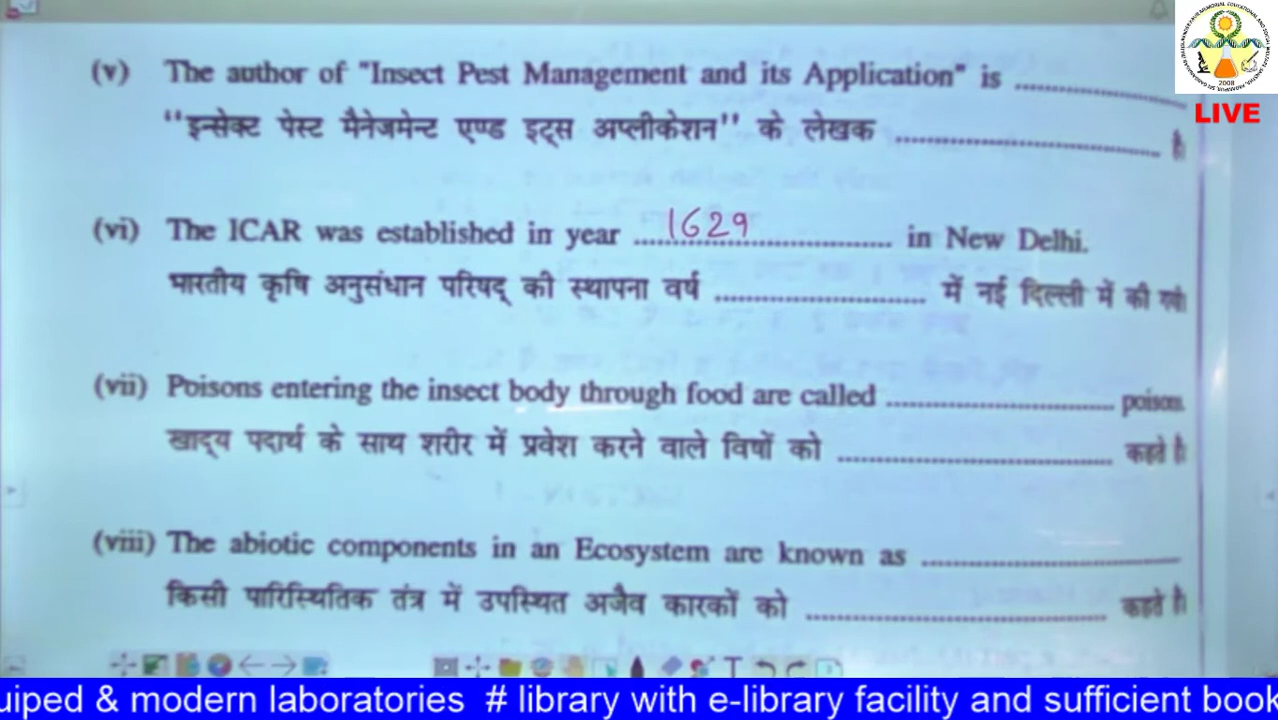 (v) The author of "Insect Pest Management and its Application" is ..............
"इन्सेक्ट पेस्ट मैनेजमेन्ट एण्ड इट्स अप्लीकेशन" के लेखक .............. है।
LIVE
2008
(vi) The ICAR was established in year ....1629.............. in New Delhi.
भारतीय कृषि अनुसंधान परिषद् की स्थापना वर्ष .............. में नई दिल्ली में की गयी।
(vii) Poisons entering the insect body through food are called .............. poisons.
खाद्य पदार्थ के साथ शरीर में प्रवेश करने वाले विषों को .............. कहते है।
(viii) The abiotic components in an Ecosystem are known as ..............
किसी पारिस्थितिक तंत्र में उपस्थित अजैव कारकों को .............. कहते है।
uiped & modern laboratories # library with e-library facility and sufficient book